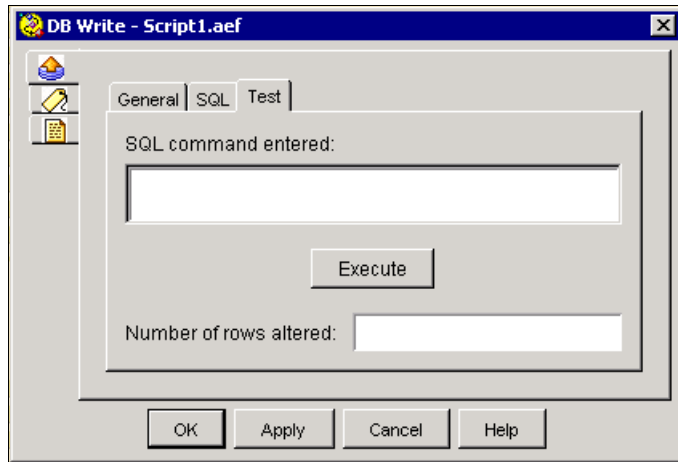 DB Write - Script1.aef
General SQL Test
SQL command entered:
Execute
Number of rows altered:
OK Apply Cancel Help